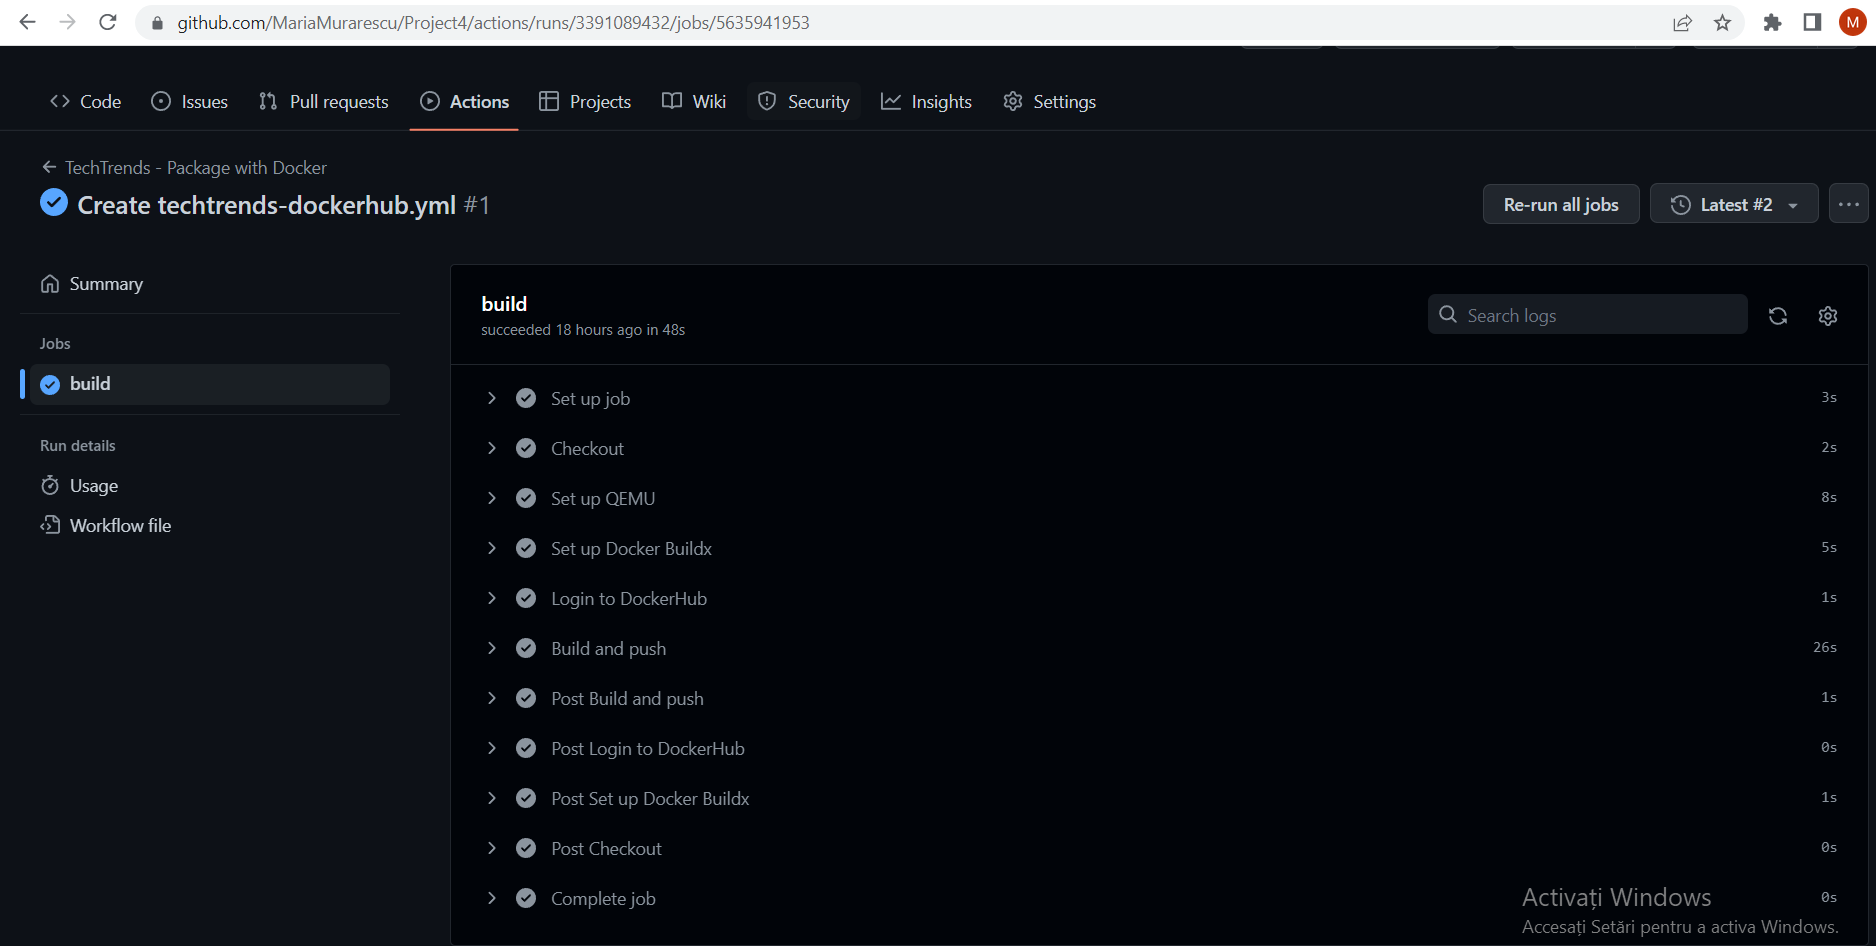 github.com/MariaMurarescu/Project4/actions/runs/3391089432/jobs/5635941953
M
Code
Issues
Pull requests
Actions
Projects
Wiki
Security
Insights
Settings
TechTrends - Package with Docker
Create techtrends-dockerhub.yml #1
Re-run all jobs
Latest #2
Summary
Jobs
build
Run details
Usage
Workflow file
build
succeeded 18 hours ago in 48s
Search logs
Set up job 3s
Checkout 2s
Set up QEMU 8s
Set up Docker Buildx 5s
Login to DockerHub 1s
Build and push 26s
Post Build and push 1s
Post Login to DockerHub 0s
Post Set up Docker Buildx 1s
Post Checkout 0s
Complete job 0s
Activați Windows
Accesați Setări pentru a activa Windows.